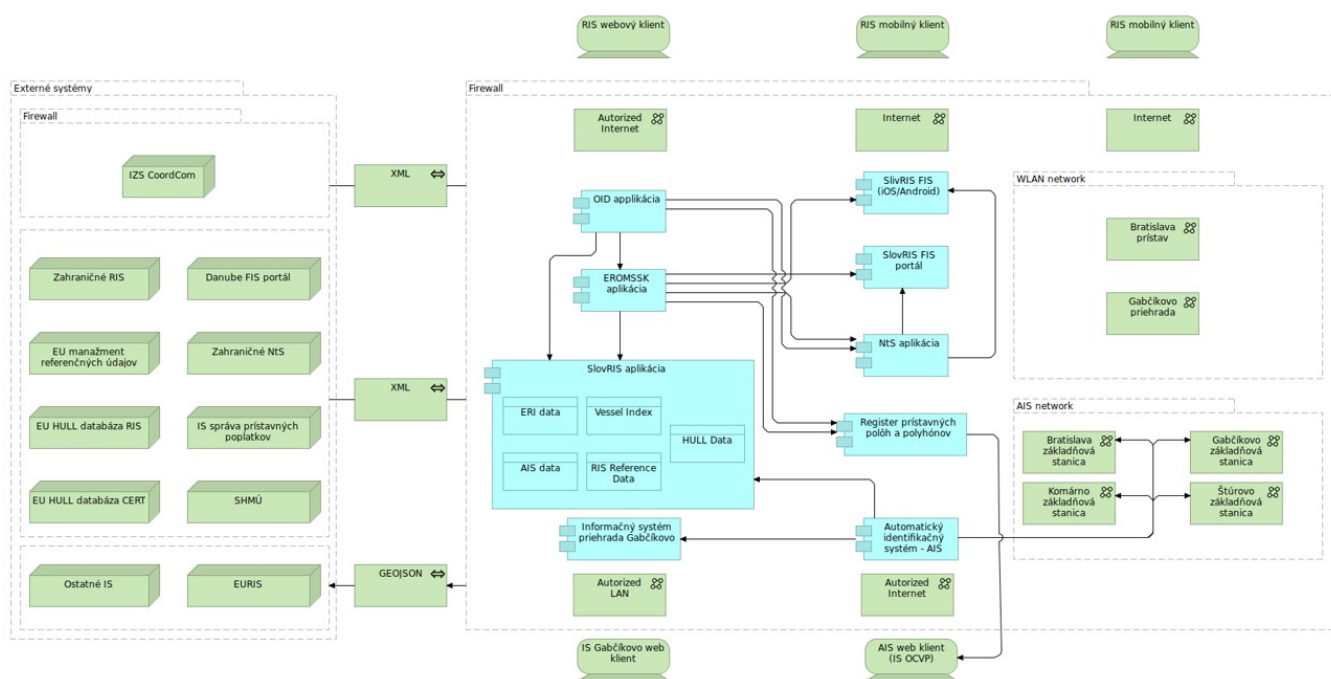 RIS webový klient
RIS mobilný klient
RIS mobilný klient
Externé systémy
Firewall
IZS CoordCom
XML
Zahraničné RIS
Danube FIS portál
EU manažment
referenčných údajov
Zahraničné NtS
EU HULL databáza RIS
IS správa prístavných
poplatkov
EU HULL databáza CERT
SHMÚ
XML
Ostatné IS
EURIS
GEOJSON
Firewall
Autorized
Internet
Internet
Internet
OID applikácia
SlivRIS FIS
(iOS/Android)
EROMSSK
aplikácia
SlovRIS FIS
portál
NtS aplikácia
SlovRIS aplikácia
ERI data
Vessel Index
HULL Data
AIS data
RIS Reference
Data
Register prístavných
polôh a polyhónov
Informačný systém
priehrada Gabčíkovo
Automatický
identifikačný
systém - AIS
Autorized
LAN
Autorized
Internet
WLAN network
Bratislava
prístav
Gabčíkovo
priehrada
AIS network
Bratislava
základňová
stanica
Gabčíkovo
základňová
stanica
Komárno
základňová
stanica
Štúrovo
základňová
stanica
IS Gabčíkovo web
klient
AIS web klient
(IS OCVP)